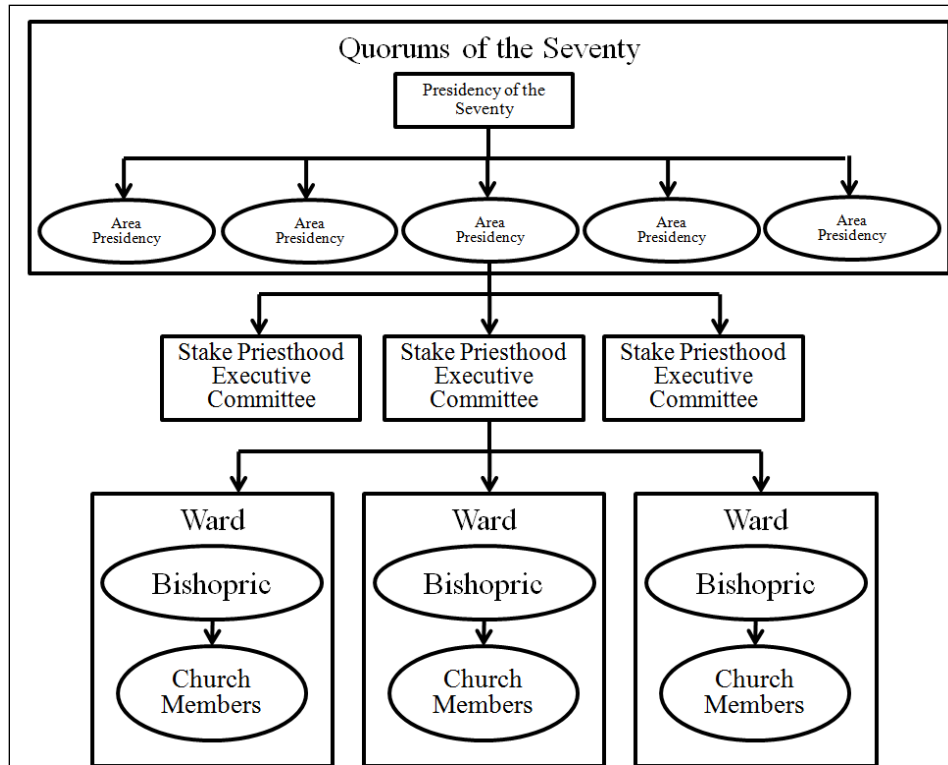 Quorums of the Seventy
Presidency of the
Seventy
Area
Presidency
Area
Presidency
Area
Presidency
Area
Presidency
Area
Presidency
Stake Priesthood
Executive
Committee
Stake Priesthood
Executive
Committee
Stake Priesthood
Executive
Committee
Ward
Bishopric
Church
Members
Ward
Bishopric
Church
Members
Ward
Bishopric
Church
Members